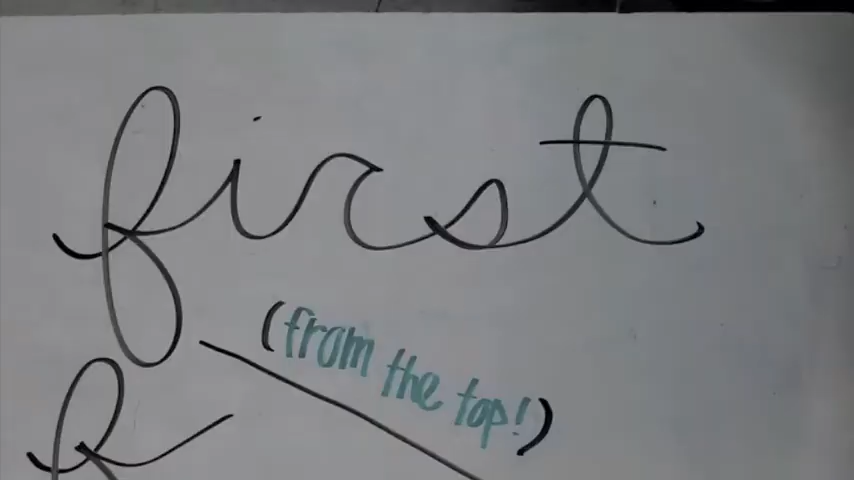 first
(from the top!)
f